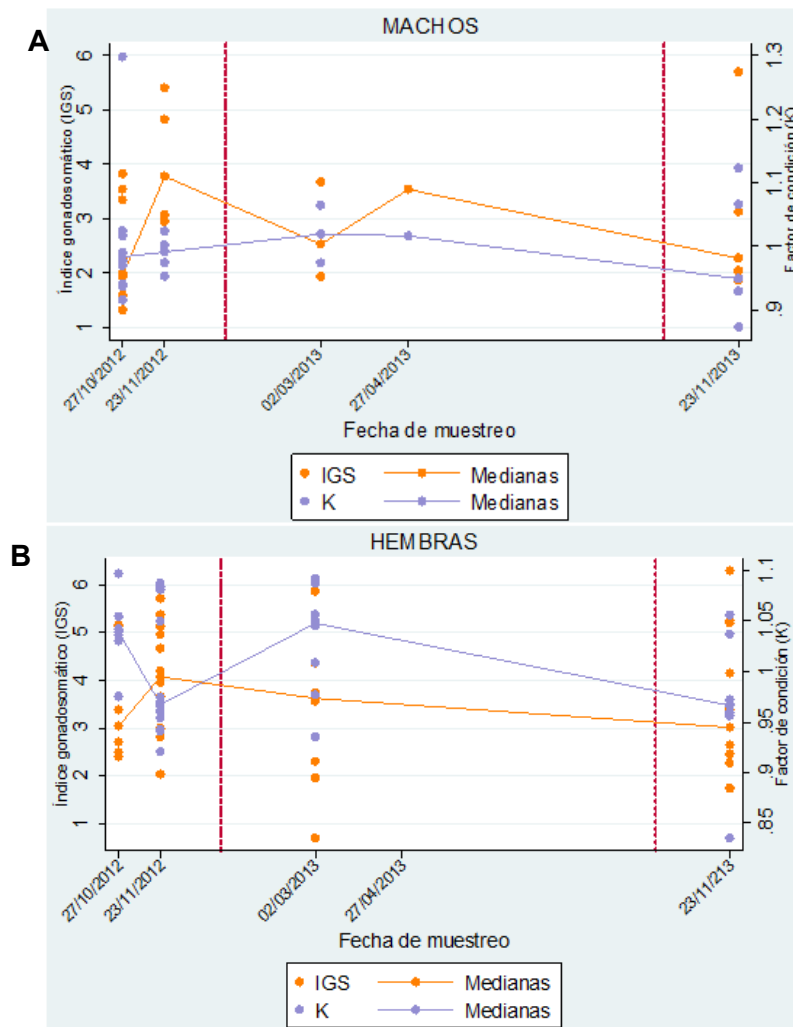 A
MACHOS
Índice gonadosomático (IGS)
6
5
4
3
2
1
Factor de condición (K)
1.3
1.2
1.1
1
.9
27/10/2012
23/11/2012
02/03/2013
27/04/2013
23/11/2013
Fecha de muestreo
IGS Medianas
K Medianas
B
HEMBRAS
Índice gonadosomático (IGS)
6
5
4
3
2
1
Factor de condición (K)
1.1
1.05
1
.95
.9
.85
27/10/2012
23/11/2012
02/03/2013
27/04/2013
23/11/213
Fecha de muestreo
IGS Medianas
K Medianas